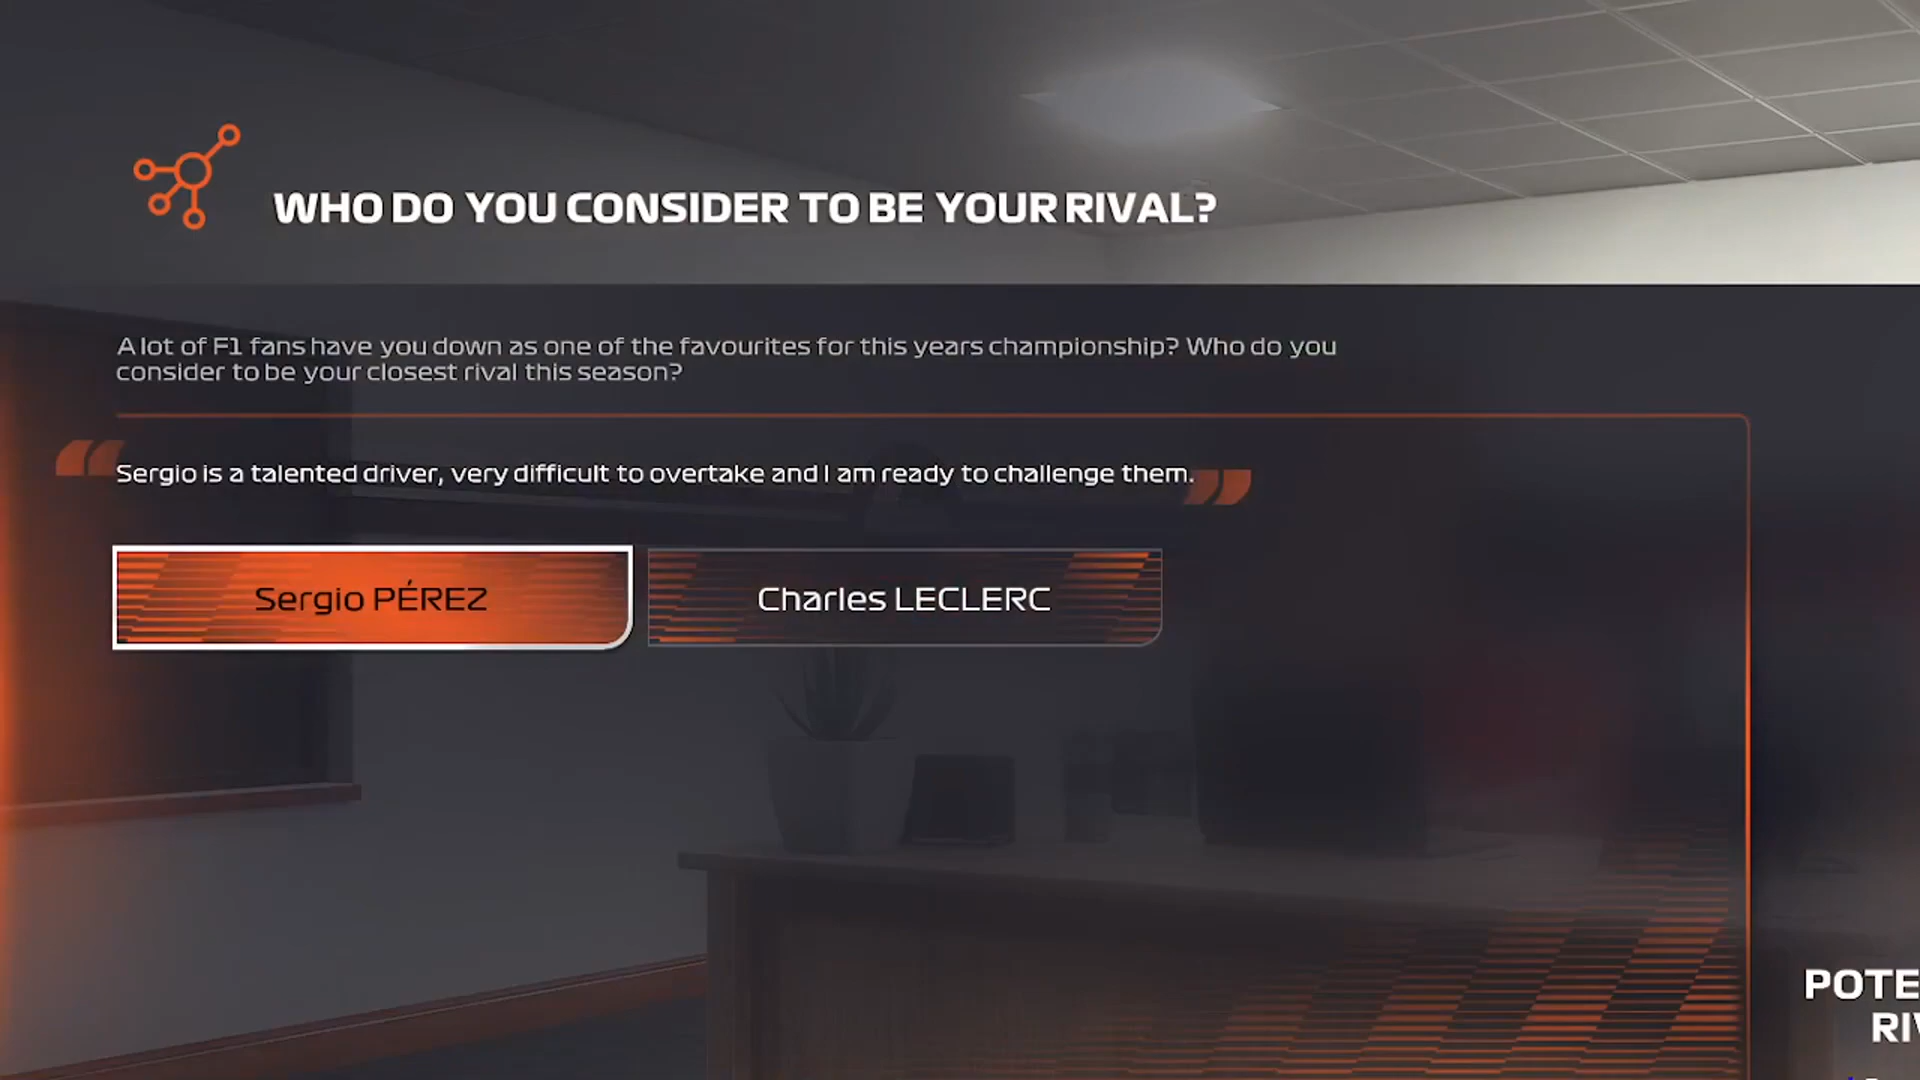 WHO DO YOU CONSIDER TO BE YOUR RIVAL?
A lot of F1 fans have you down as one of the favourites for this years championship? Who do you
consider to be your closest rival this season?
Sergio is a talented driver, very difficult to overtake and I am ready to challenge them.
Sergio PÉREZ
Charles LECLERC
POTE
RIV